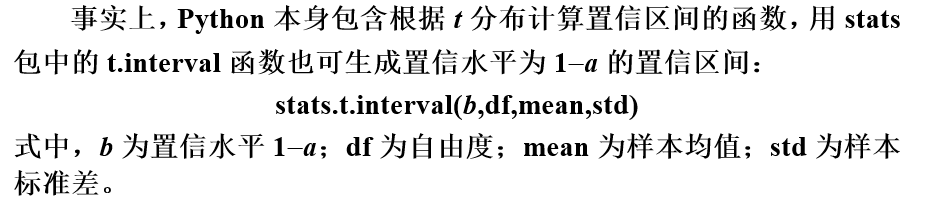 事实上，Python 本身包含根据 t 分布计算置信区间的函数，用 stats
包中的 t.interval 函数也可生成置信水平为 1–a 的置信区间：
stats.t.interval(b,df,mean,std)
式中，b 为置信水平 1–a；df 为自由度；mean 为样本均值；std 为样本
标准差。